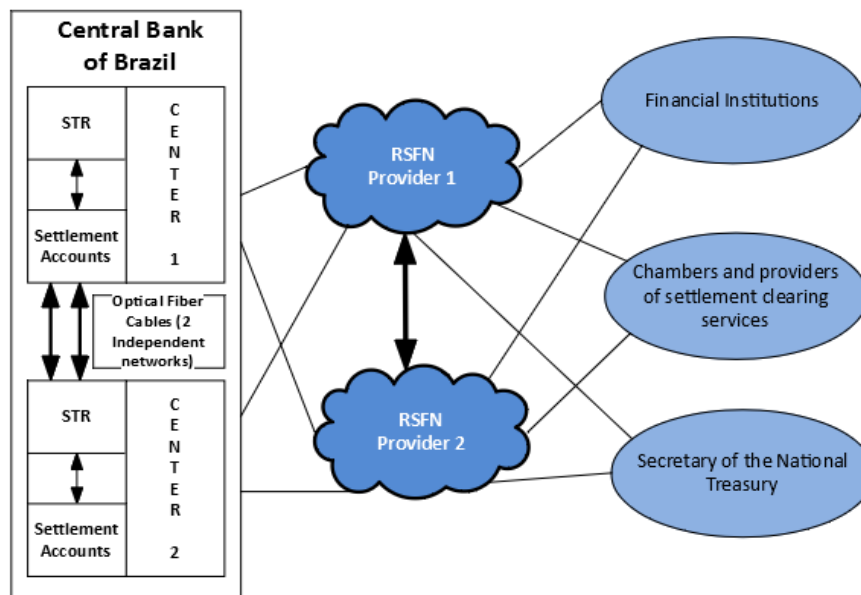 Central Bank
of Brazil
STR
Settlement
Accounts
C
E
N
T
E
R
1
Optical Fiber
Cables (2
Independent
networks)
STR
Settlement
Accounts
C
E
N
T
E
R
2
RSFN
Provider 1
RSFN
Provider 2
Financial Institutions
Chambers and providers
of settlement clearing
services
Secretary of the National
Treasury